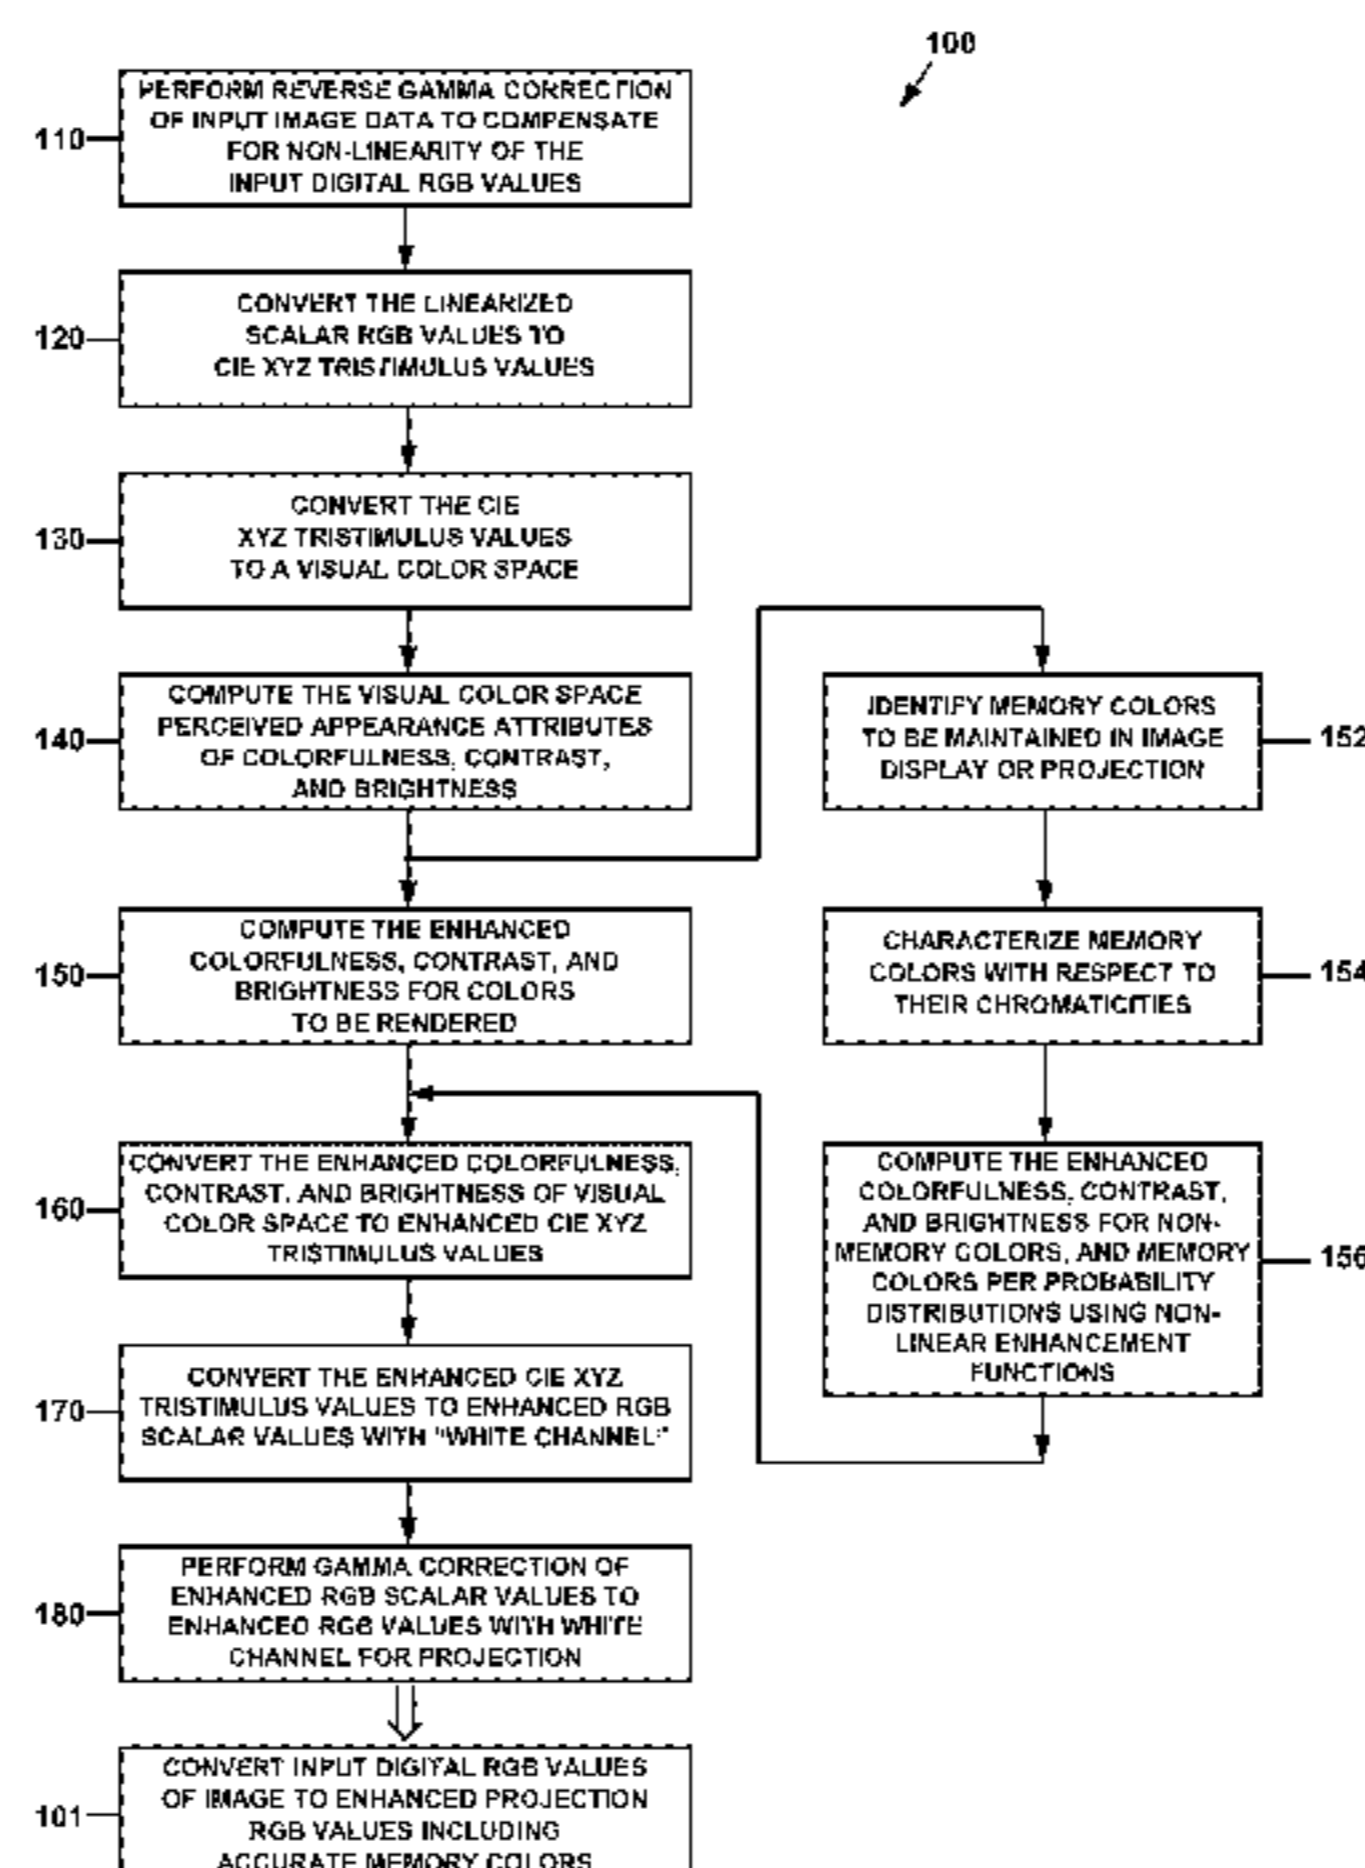 100
PERFORM REVERSE GAMMA CORRECTION
OF INPUT IMAGE DATA TO COMPENSATE
FOR NON-LINEARITY OF THE
INPUT DIGITAL RGB VALUES
110
CONVERT THE LINEARIZED
SCALAR RGB VALUES TO
CIE XYZ TRISTIMULUS VALUES
120
CONVERT THE CIE
XYZ TRISTIMULUS VALUES
TO A VISUAL COLOR SPACE
130
COMPUTE THE VISUAL COLOR SPACE
PERCEIVED APPEARANCE ATTRIBUTES
OF COLORFULNESS, CONTRAST,
AND BRIGHTNESS
140
IDENTIFY MEMORY COLORS
TO BE MAINTAINED IN IMAGE
DISPLAY OR PROJECTION
152
COMPUTE THE ENHANCED
COLORFULNESS, CONTRAST, AND
BRIGHTNESS FOR COLORS
TO BE RENDERED
150
CHARACTERIZE MEMORY
COLORS WITH RESPECT TO
THEIR CHROMATICITIES
154
CONVERT THE ENHANCED COLORFULNESS,
CONTRAST, AND BRIGHTNESS OF VISUAL
COLOR SPACE TO ENHANCED CIE XYZ
TRISTIMULUS VALUES
160
COMPUTE THE ENHANCED
COLORFULNESS, CONTRAST,
AND BRIGHTNESS FOR NON-
MEMORY COLORS, AND MEMORY
COLORS PER PROBABILITY
DISTRIBUTIONS USING NON-
LINEAR ENHANCEMENT
FUNCTIONS
156
CONVERT THE ENHANCED CIE XYZ
TRISTIMULUS VALUES TO ENHANCED RGB
SCALAR VALUES WITH "WHITE CHANNEL"
170
PERFORM GAMMA CORRECTION OF
ENHANCED RGB SCALAR VALUES TO
ENHANCED RGB VALUES WITH WHITE
CHANNEL FOR PROJECTION
180
CONVERT INPUT DIGITAL RGB VALUES
OF IMAGE TO ENHANCED PROJECTION
RGB VALUES INCLUDING
ACCURATE MEMORY COLORS
101